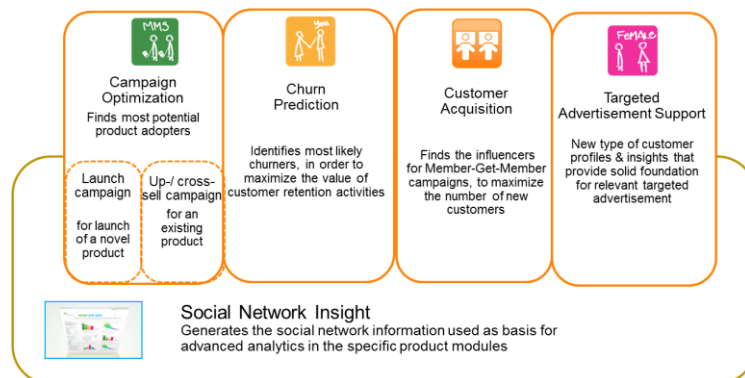 MMS
Campaign
Optimization
Finds most potential
product adopters
Launch
campaign
for launch
of a novel
product
Up-/ cross-
sell campaign
for an
existing
product
you
Churn
Prediction
Identifies most likely
churners, in order to
maximize the value of
customer retention activities
Customer
Acquisition
Finds the influencers
for Member-Get-Member
campaigns, to maximize
the number of new
customers
FeMALe
Targeted
Advertisement Support
New type of customer
profiles & insights that
provide solid foundation
for relevant targeted
advertisement
Social Network Insight
Generates the social network information used as basis for
advanced analytics in the specific product modules